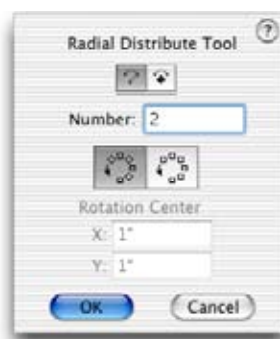 ?
Radial Distribute Tool
Number: 2
Rotation Center
X: 1"
Y: 1"
OK Cancel